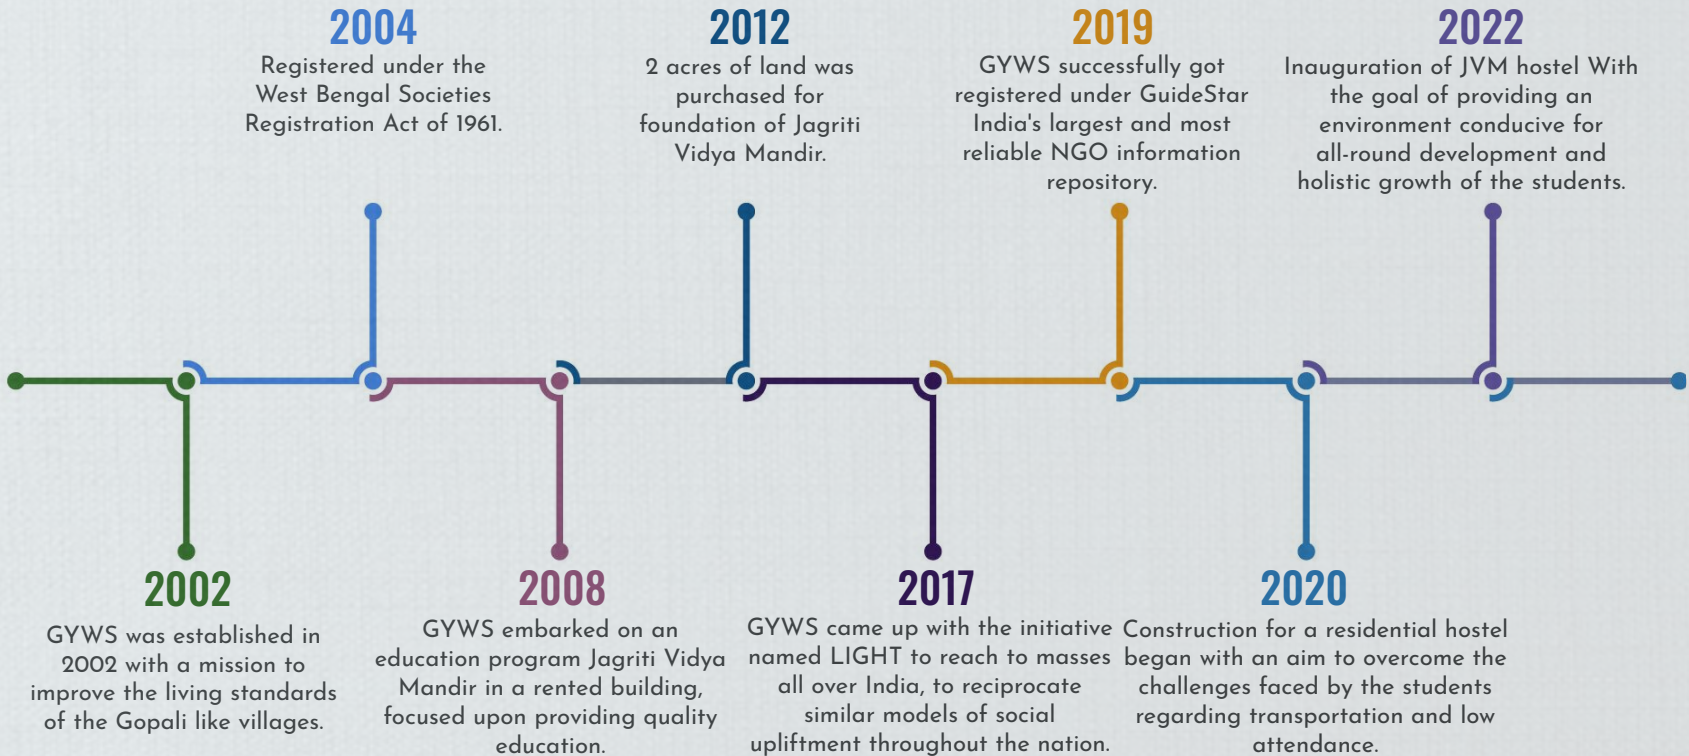 2004
Registered under the
West Bengal Societies
Registration Act of 1961.
2012
2 acres of land was
purchased for
foundation of Jagriti
Vidya Mandir.
2019
GYWS successfully got
registered under GuideStar
India's largest and most
reliable NGO information
repository.
2022
Inauguration of JVM hostel With
the goal of providing an
environment conducive for
all-round development and
holistic growth of the students.
2002
GYWS was established in
2002 with a mission to
improve the living standards
of the Gopali like villages.
2008
GYWS embarked on an
education program Jagriti Vidya
Mandir in a rented building,
focused upon providing quality
education.
2017
GYWS came up with the initiative
named LIGHT to reach to masses
all over India, to reciprocate
similar models of social
upliftment throughout the nation.
2020
Construction for a residential hostel
began with an aim to overcome the
challenges faced by the students
regarding transportation and low
attendance.